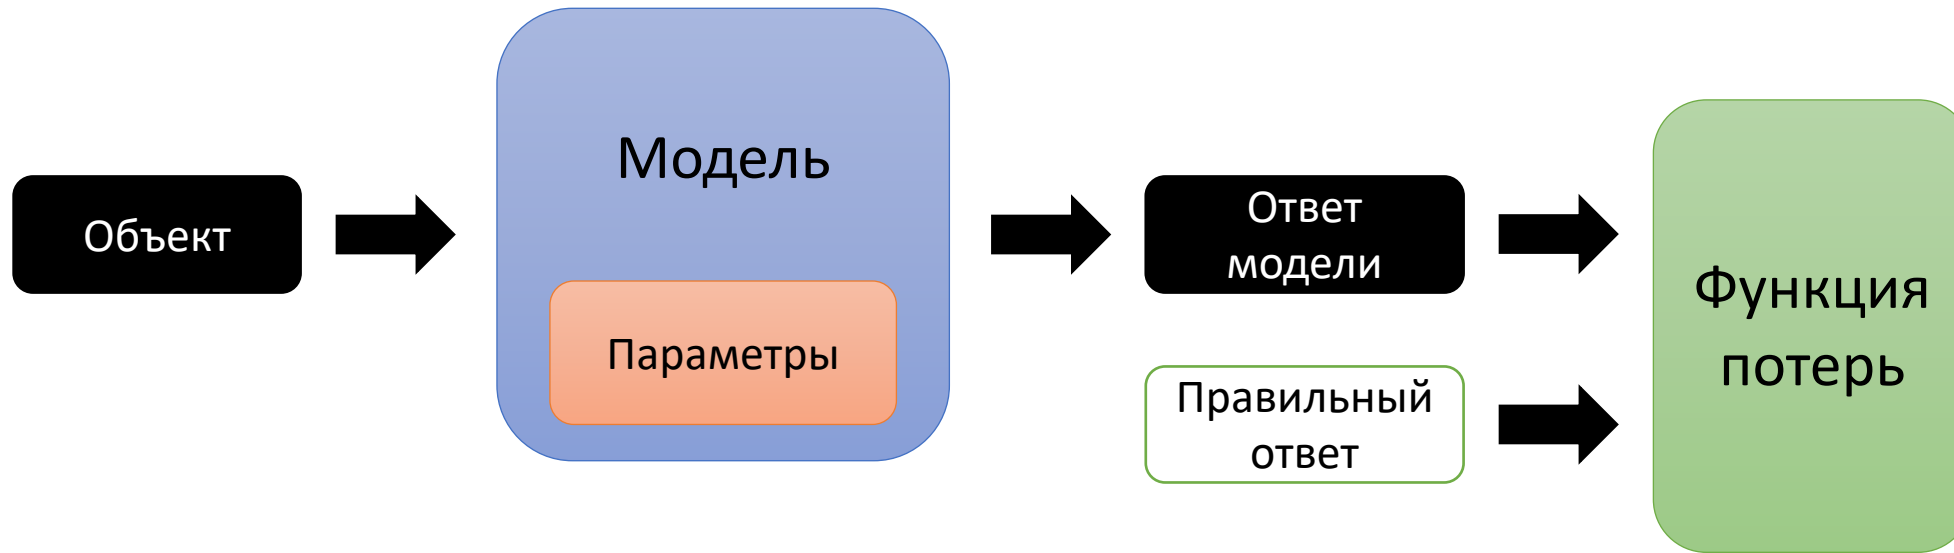 Объект
Модель
Параметры
Ответ
модели
Правильный
ответ
Функция
потерь